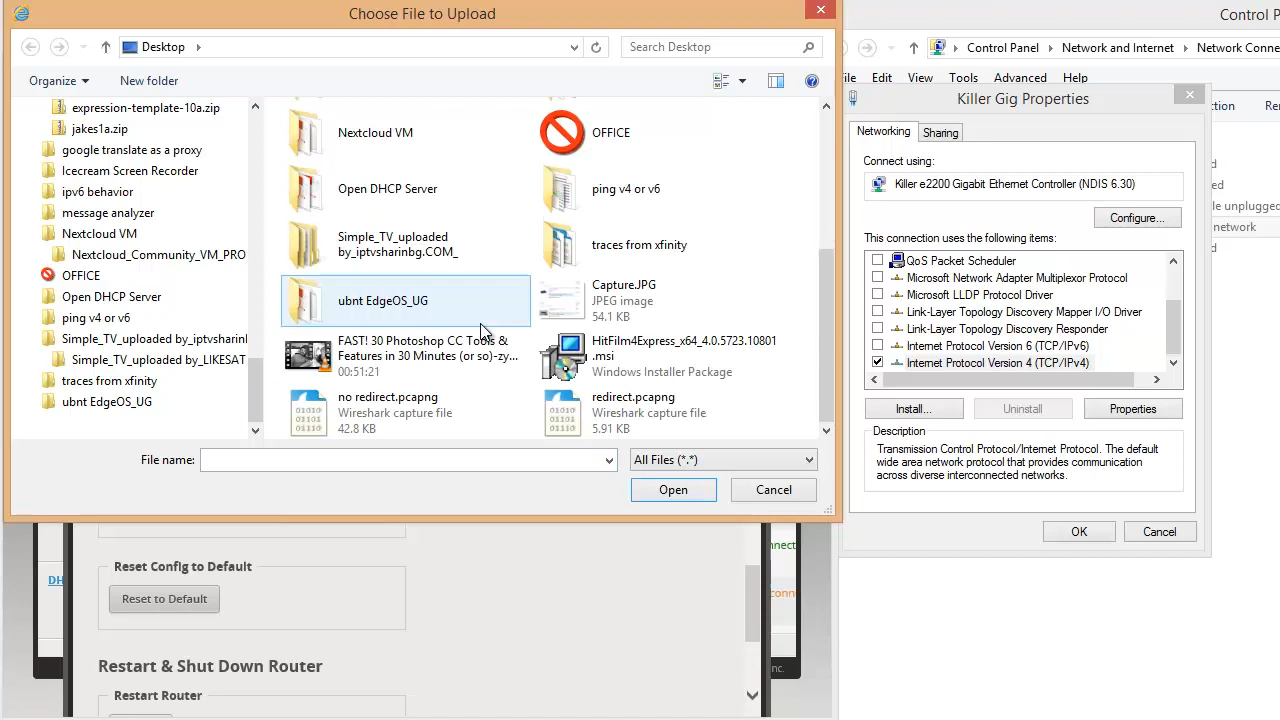 Choose File to Upload
Desktop
Search Desktop
Organize
New folder
expression-template-10a.zip
jakes1a.zip
google translate as a proxy
Icecream Screen Recorder
ipv6 behavior
message analyzer
Nextcloud VM
Nextcloud_Community_VM_PRO
OFFICE
Open DHCP Server
ping v4 or v6
Simple_TV_uploaded by_iptvsharinb
Simple_TV_uploaded by_LIKESAT
traces from xfinity
ubnt EdgeOS_UG
Nextcloud VM
OFFICE
Open DHCP Server
ping v4 or v6
Simple_TV_uploaded
by_iptvsharinbg.COM_
traces from xfinity
ubnt EdgeOS_UG
Capture.JPG
JPEG image
54.1 KB
FAST! 30 Photoshop CC Tools &
Features in 30 Minutes (or so)-zy...
00:51:21
HitFilm4Express_x64_4.0.5723.10801
.msi
Windows Installer Package
no redirect.pcapng
Wireshark capture file
42.8 KB
redirect.pcapng
Wireshark capture file
5.91 KB
File name:
All Files (*.*)
Open
Cancel
Control P
Control Panel
Network and Internet
Network Conne
ile
Edit
View
Tools
Advanced
Help
Killer Gig Properties
Networking
Sharing
Connect using:
Killer e2200 Gigabit Ethernet Controller (NDIS 6.30)
Configure...
This connection uses the following items:
QoS Packet Scheduler
Microsoft Network Adapter Multiplexor Protocol
Microsoft LLDP Protocol Driver
Link-Layer Topology Discovery Mapper I/O Driver
Link-Layer Topology Discovery Responder
Internet Protocol Version 6 (TCP/IPv6)
Internet Protocol Version 4 (TCP/IPv4)
Install...
Uninstall
Properties
Description
Transmission Control Protocol/Internet Protocol. The default
wide area network protocol that provides communication
across diverse interconnected networks.
OK
Cancel
ction
Rename
d
ed
le unplugged
network
d
DH
Reset Config to Default
Reset to Default
Restart & Shut Down Router
Restart Router
nnect
conn
nc.